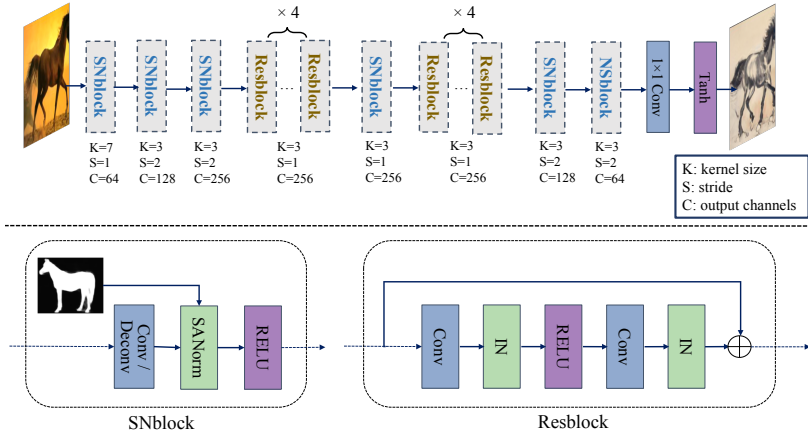 × 4
× 4
SNblock
SNblock
SNblock
Resblock
...
Resblock
SNblock
Resblock
...
Resblock
SNblock
NSblock
1×1 Conv
Tanh
K=7
S=1
C=64
K=3
S=2
C=128
K=3
S=2
C=256
K=3
S=1
C=256
K=3
S=1
C=256
K=3
S=1
C=256
K=3
S=2
C=128
K=3
S=2
C=64
K: kernel size
S: stride
C: output channels
Conv /
Deconv
SANorm
RELU
SNblock
Conv
IN
RELU
Conv
IN
Resblock